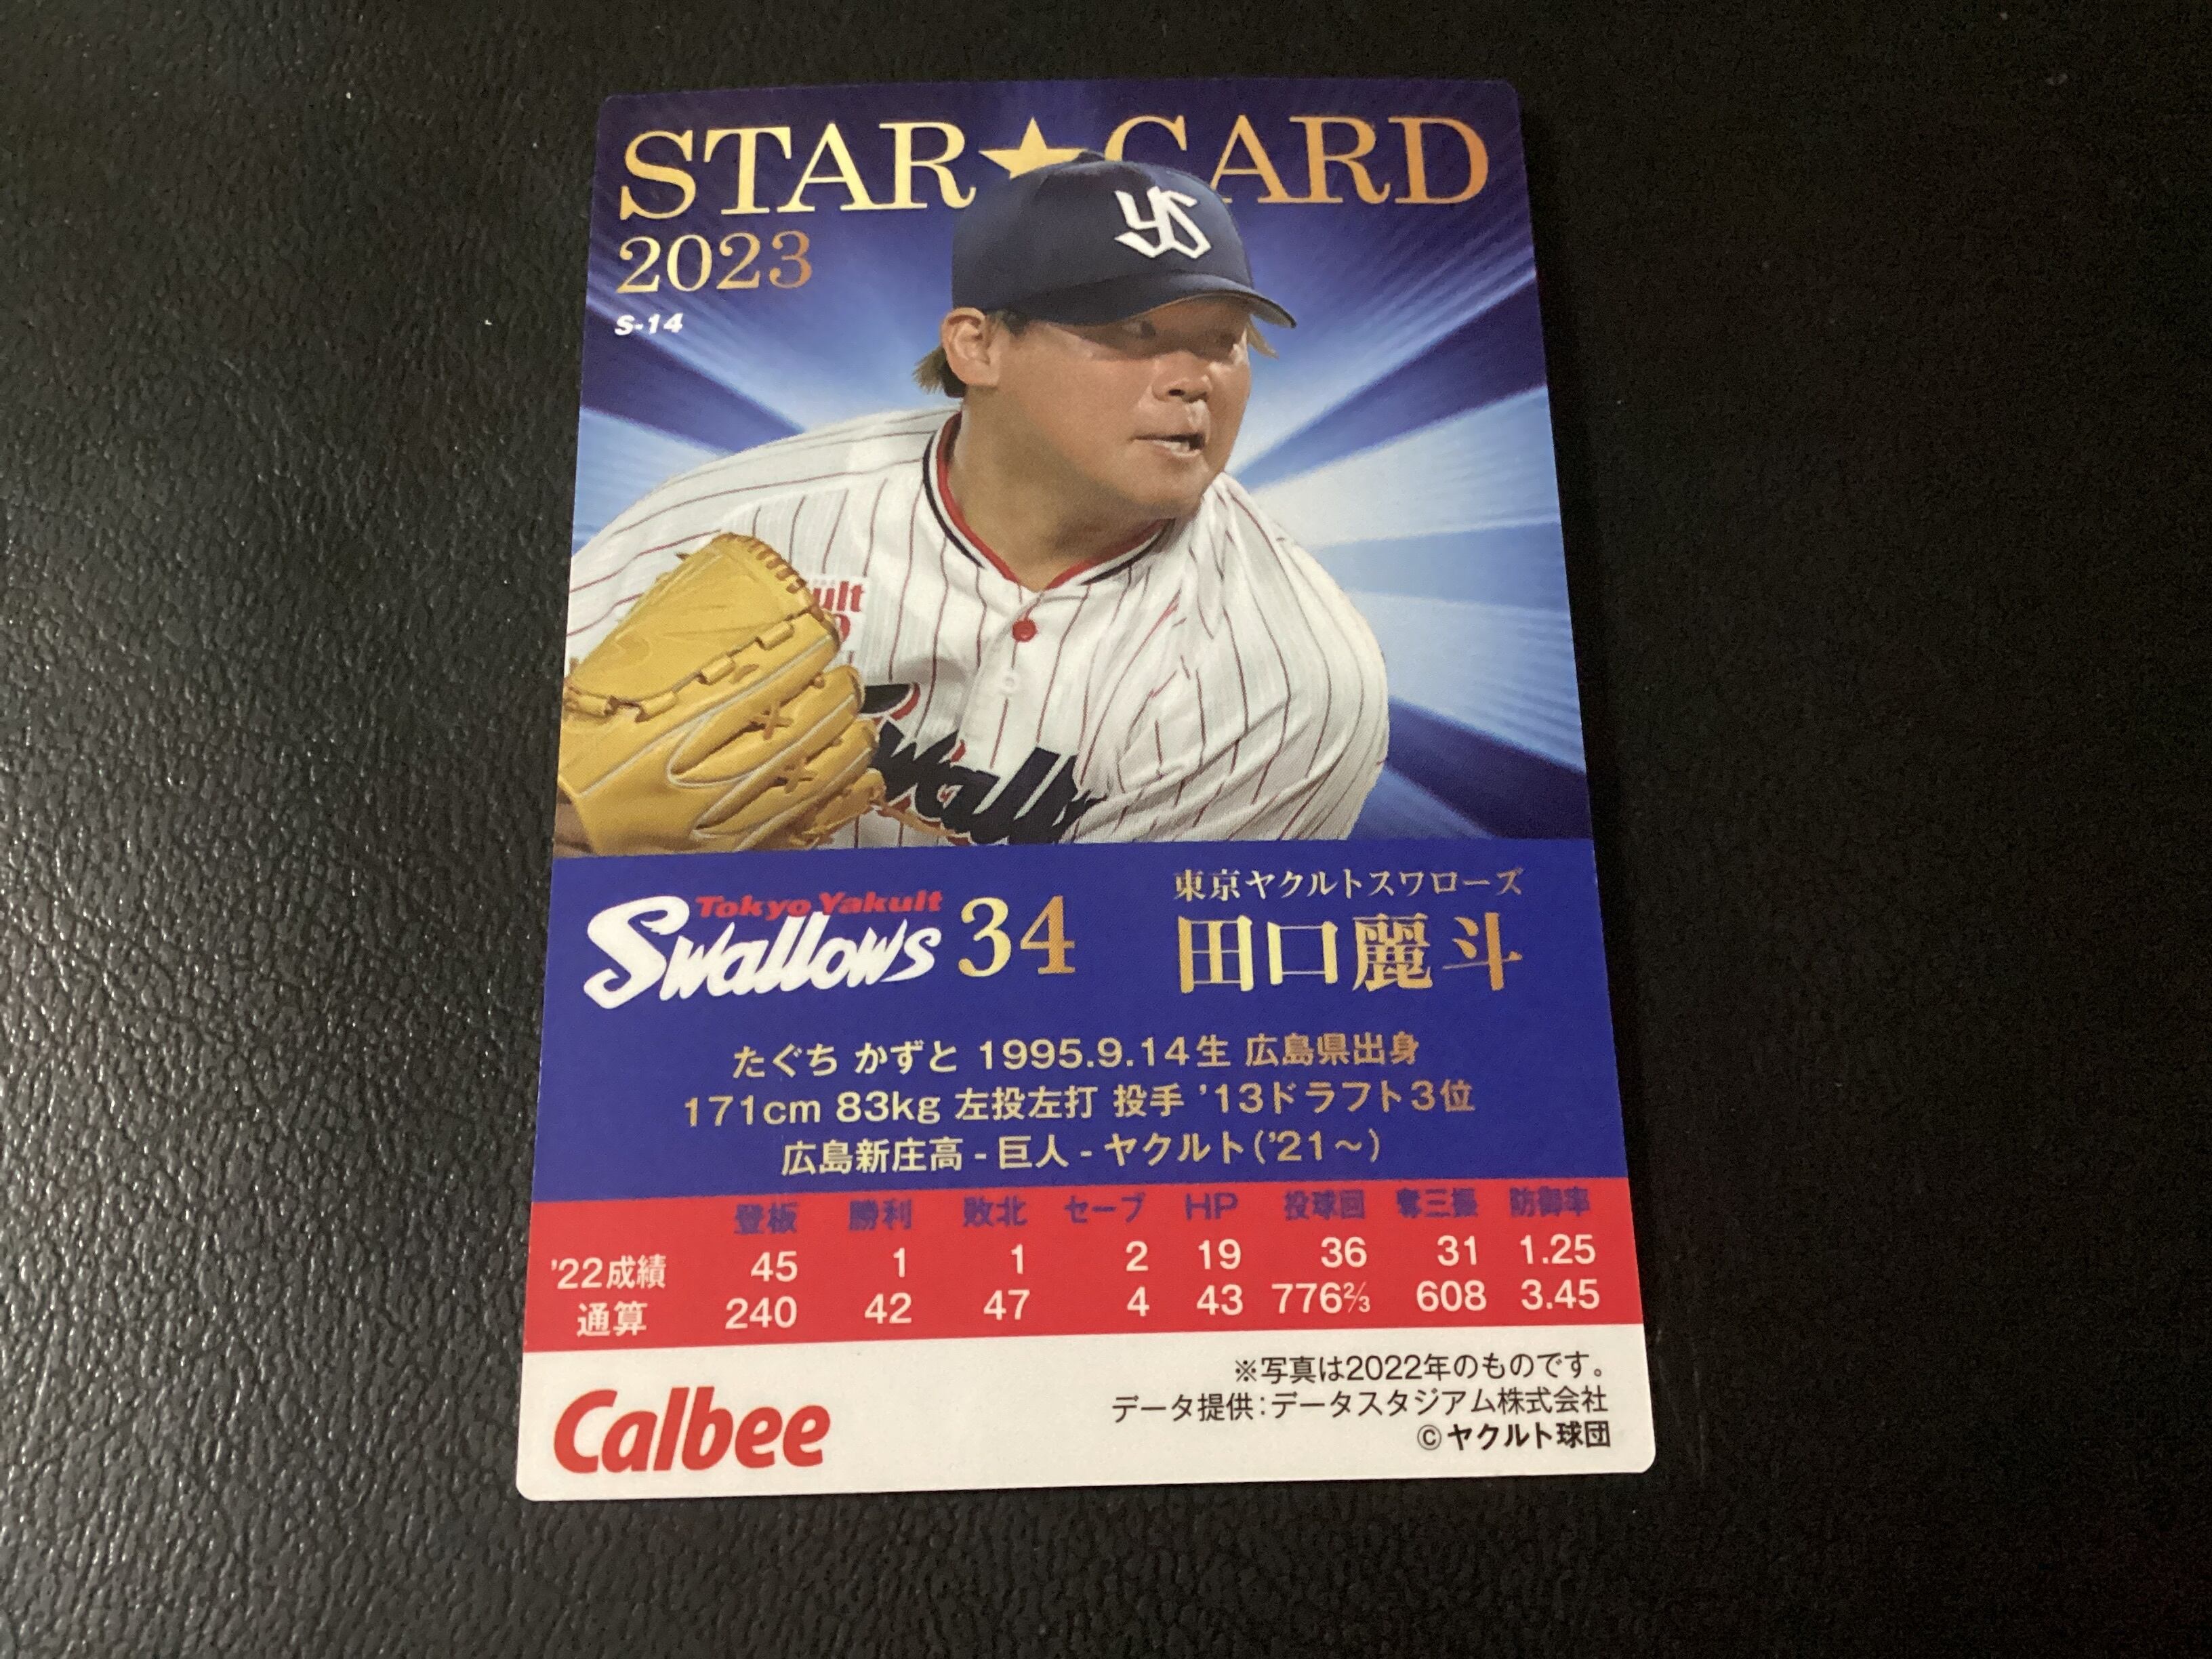 STAR★CARD
2023
S-14
YS
ult
Swallows
Tokyo Yakult
Swallows
34
東京ヤクルトスワローズ
田口麗斗
たぐち かずと 1995.9.14生 広島県出身
171cm 83kg 左投左打 投手 '13ドラフト3位
広島新庄高-巨人-ヤクルト('21～)
登板 勝利 敗北 セーブ HP 投球回 奪三振 防御率
'22成績 45 1 1 2 19 36 31 1.25
通算 240 42 47 4 43 776⅔ 608 3.45
Calbee
※写真は2022年のものです。
データ提供:データスタジアム株式会社
©ヤクルト球団